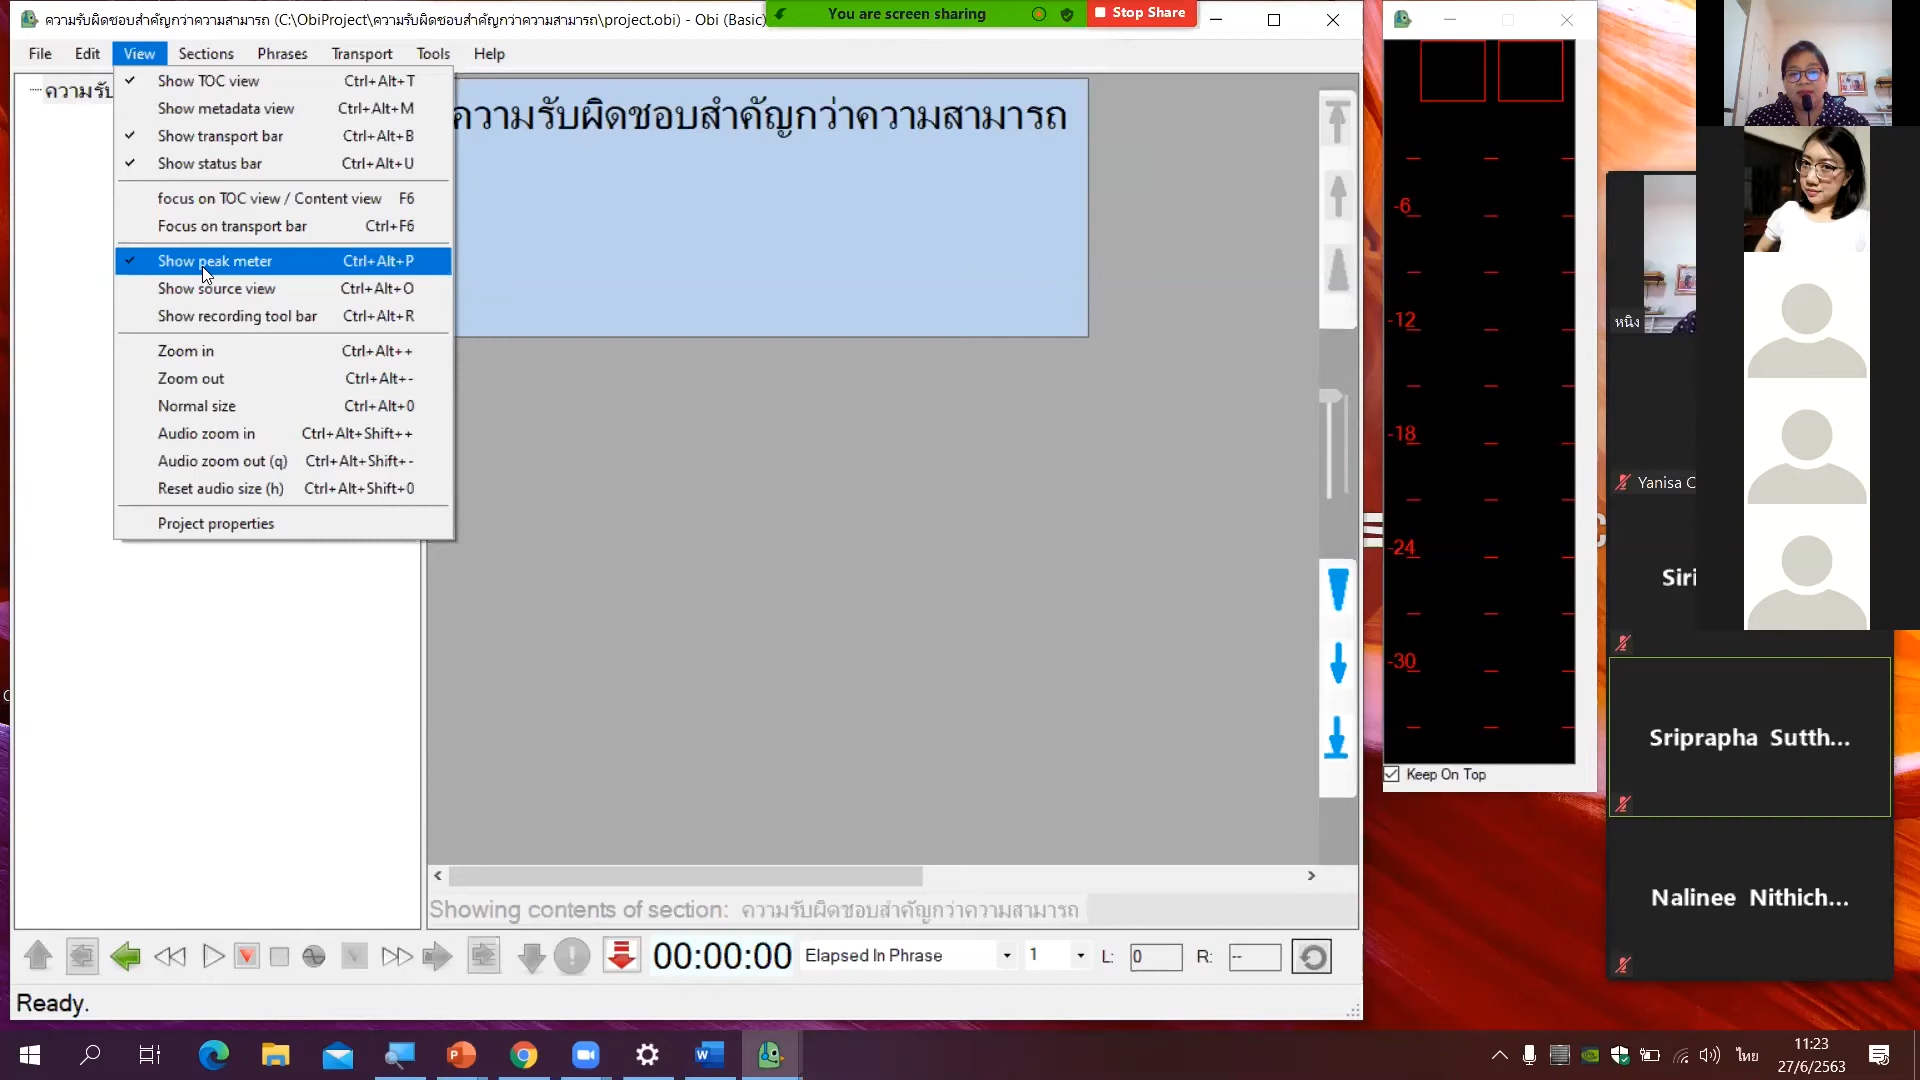 ความรับผิดชอบสำคัญกว่าความสามารถ (C:\ObiProject\ความรับผิดชอบสำคัญกว่าความสามารถ\project.obi) - Obi (Basic)
You are screen sharing
Stop Share
File Edit View Sections Phrases Transport Tools Help
ความรับ
Show TOC view Ctrl+Alt+T
Show metadata view Ctrl+Alt+M
Show transport bar Ctrl+Alt+B
Show status bar Ctrl+Alt+U
focus on TOC view / Content view F6
Focus on transport bar Ctrl+F6
Show peak meter Ctrl+Alt+P
Show source view Ctrl+Alt+O
Show recording tool bar Ctrl+Alt+R
Zoom in Ctrl+Alt++
Zoom out Ctrl+Alt+-
Normal size Ctrl+Alt+0
Audio zoom in Ctrl+Alt+Shift++
Audio zoom out (q) Ctrl+Alt+Shift+-
Reset audio size (h) Ctrl+Alt+Shift+0
Project properties
ความรับผิดชอบสำคัญกว่าความสามารถ
Showing contents of section: ความรับผิดชอบสำคัญกว่าความสามารถ
00:00:00 Elapsed In Phrase 1 L: 0 R: --
Ready.
-6
-12
-18
-24
-30
Keep On Top
หนิง
Yanisa C
Siri
Sriprapha Sutth...
Nalinee Nithich...
ไทย
11:23
27/6/2563